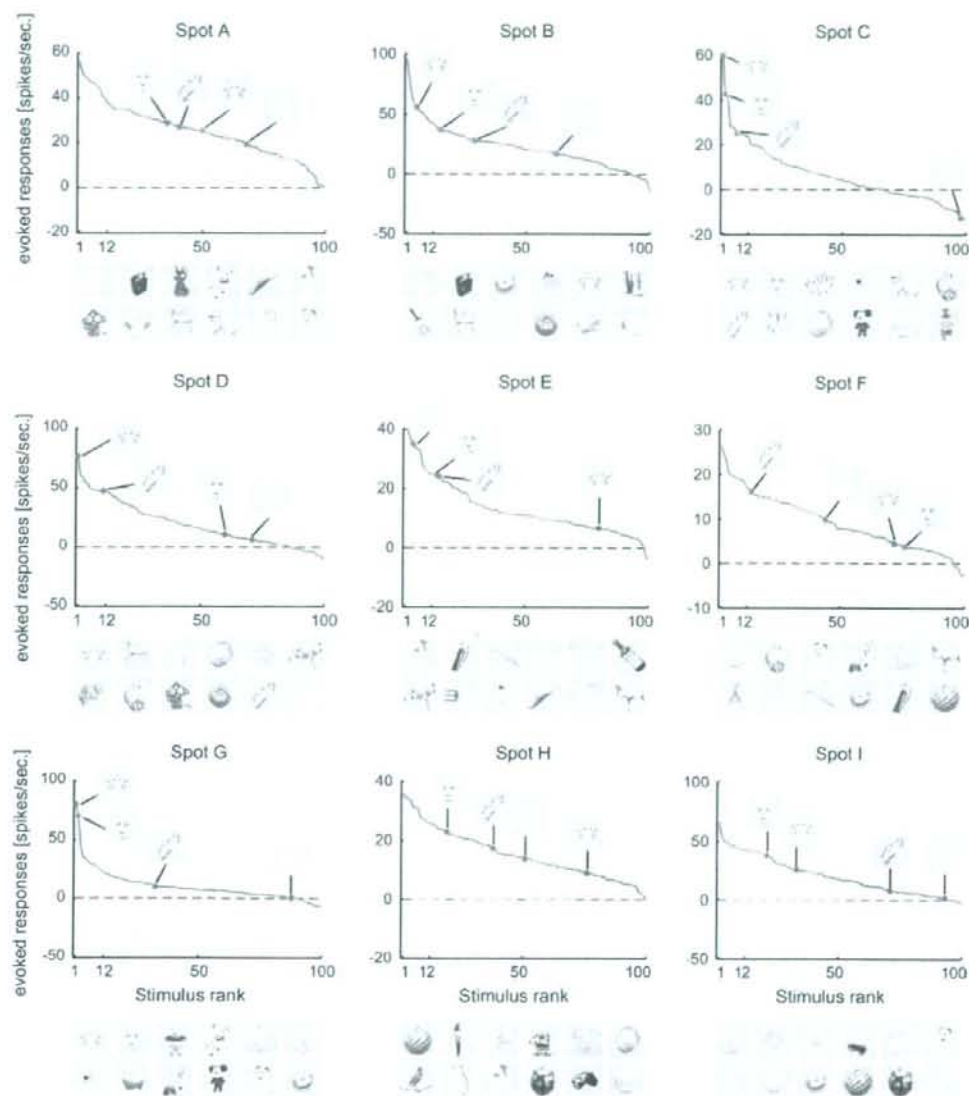 Spot A
Spot B
Spot C
evoked responses [spikes/sec.]
60
40
20
0
-20
1 12 50 100
100
50
0
-50
1 12 50 100
60
40
20
0
-20
1 12 50 100
Spot D
Spot E
Spot F
evoked responses [spikes/sec.]
100
50
0
-50
1 12 50 100
40
20
0
-20
1 12 50 100
30
20
10
0
-10
1 12 50 100
Spot G
Spot H
Spot I
evoked responses [spikes/sec.]
100
50
0
-50
1 12 50 100
Stimulus rank
40
20
0
-20
1 12 50 100
Stimulus rank
100
50
0
-50
1 12 50 100
Stimulus rank